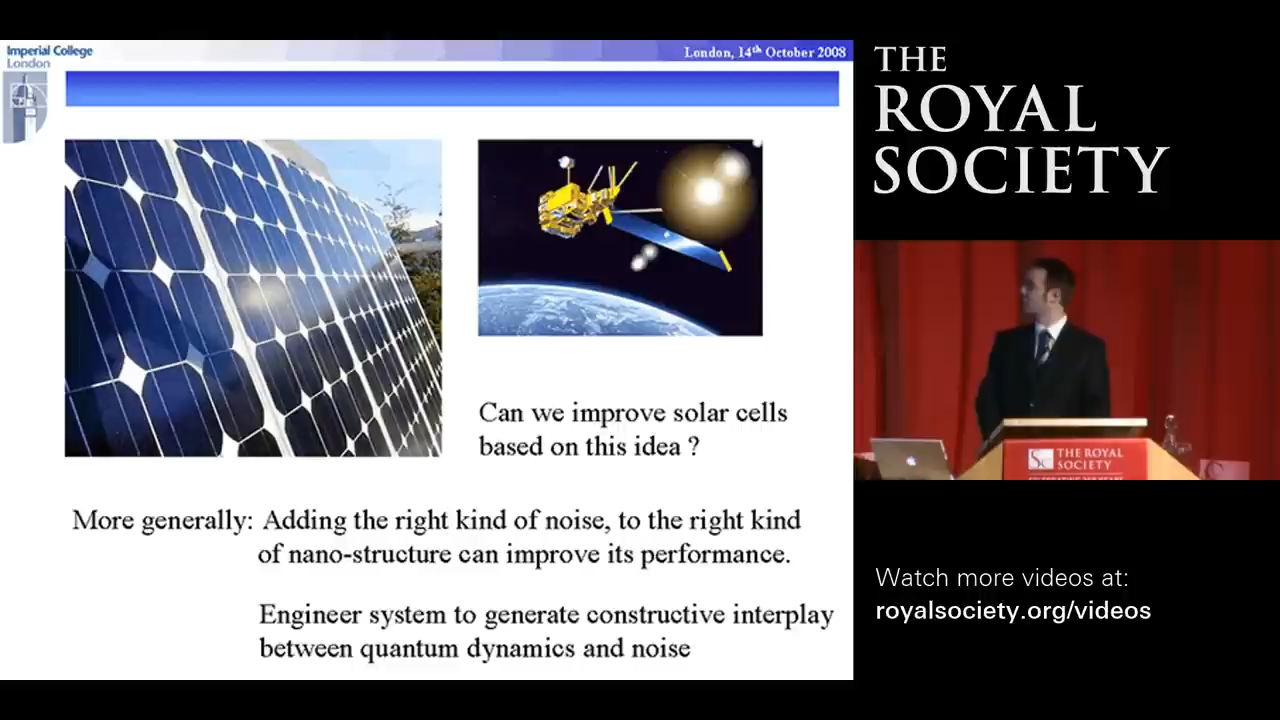 Imperial College
London
London, 14th October 2008
Can we improve solar cells
based on this idea ?
More generally: Adding the right kind of noise, to the right kind
of nano-structure can improve its performance.
Engineer system to generate constructive interplay
between quantum dynamics and noise
THE
ROYAL
SOCIETY
THE ROYAL
SOCIETY
Watch more videos at:
royalsociety.org/videos